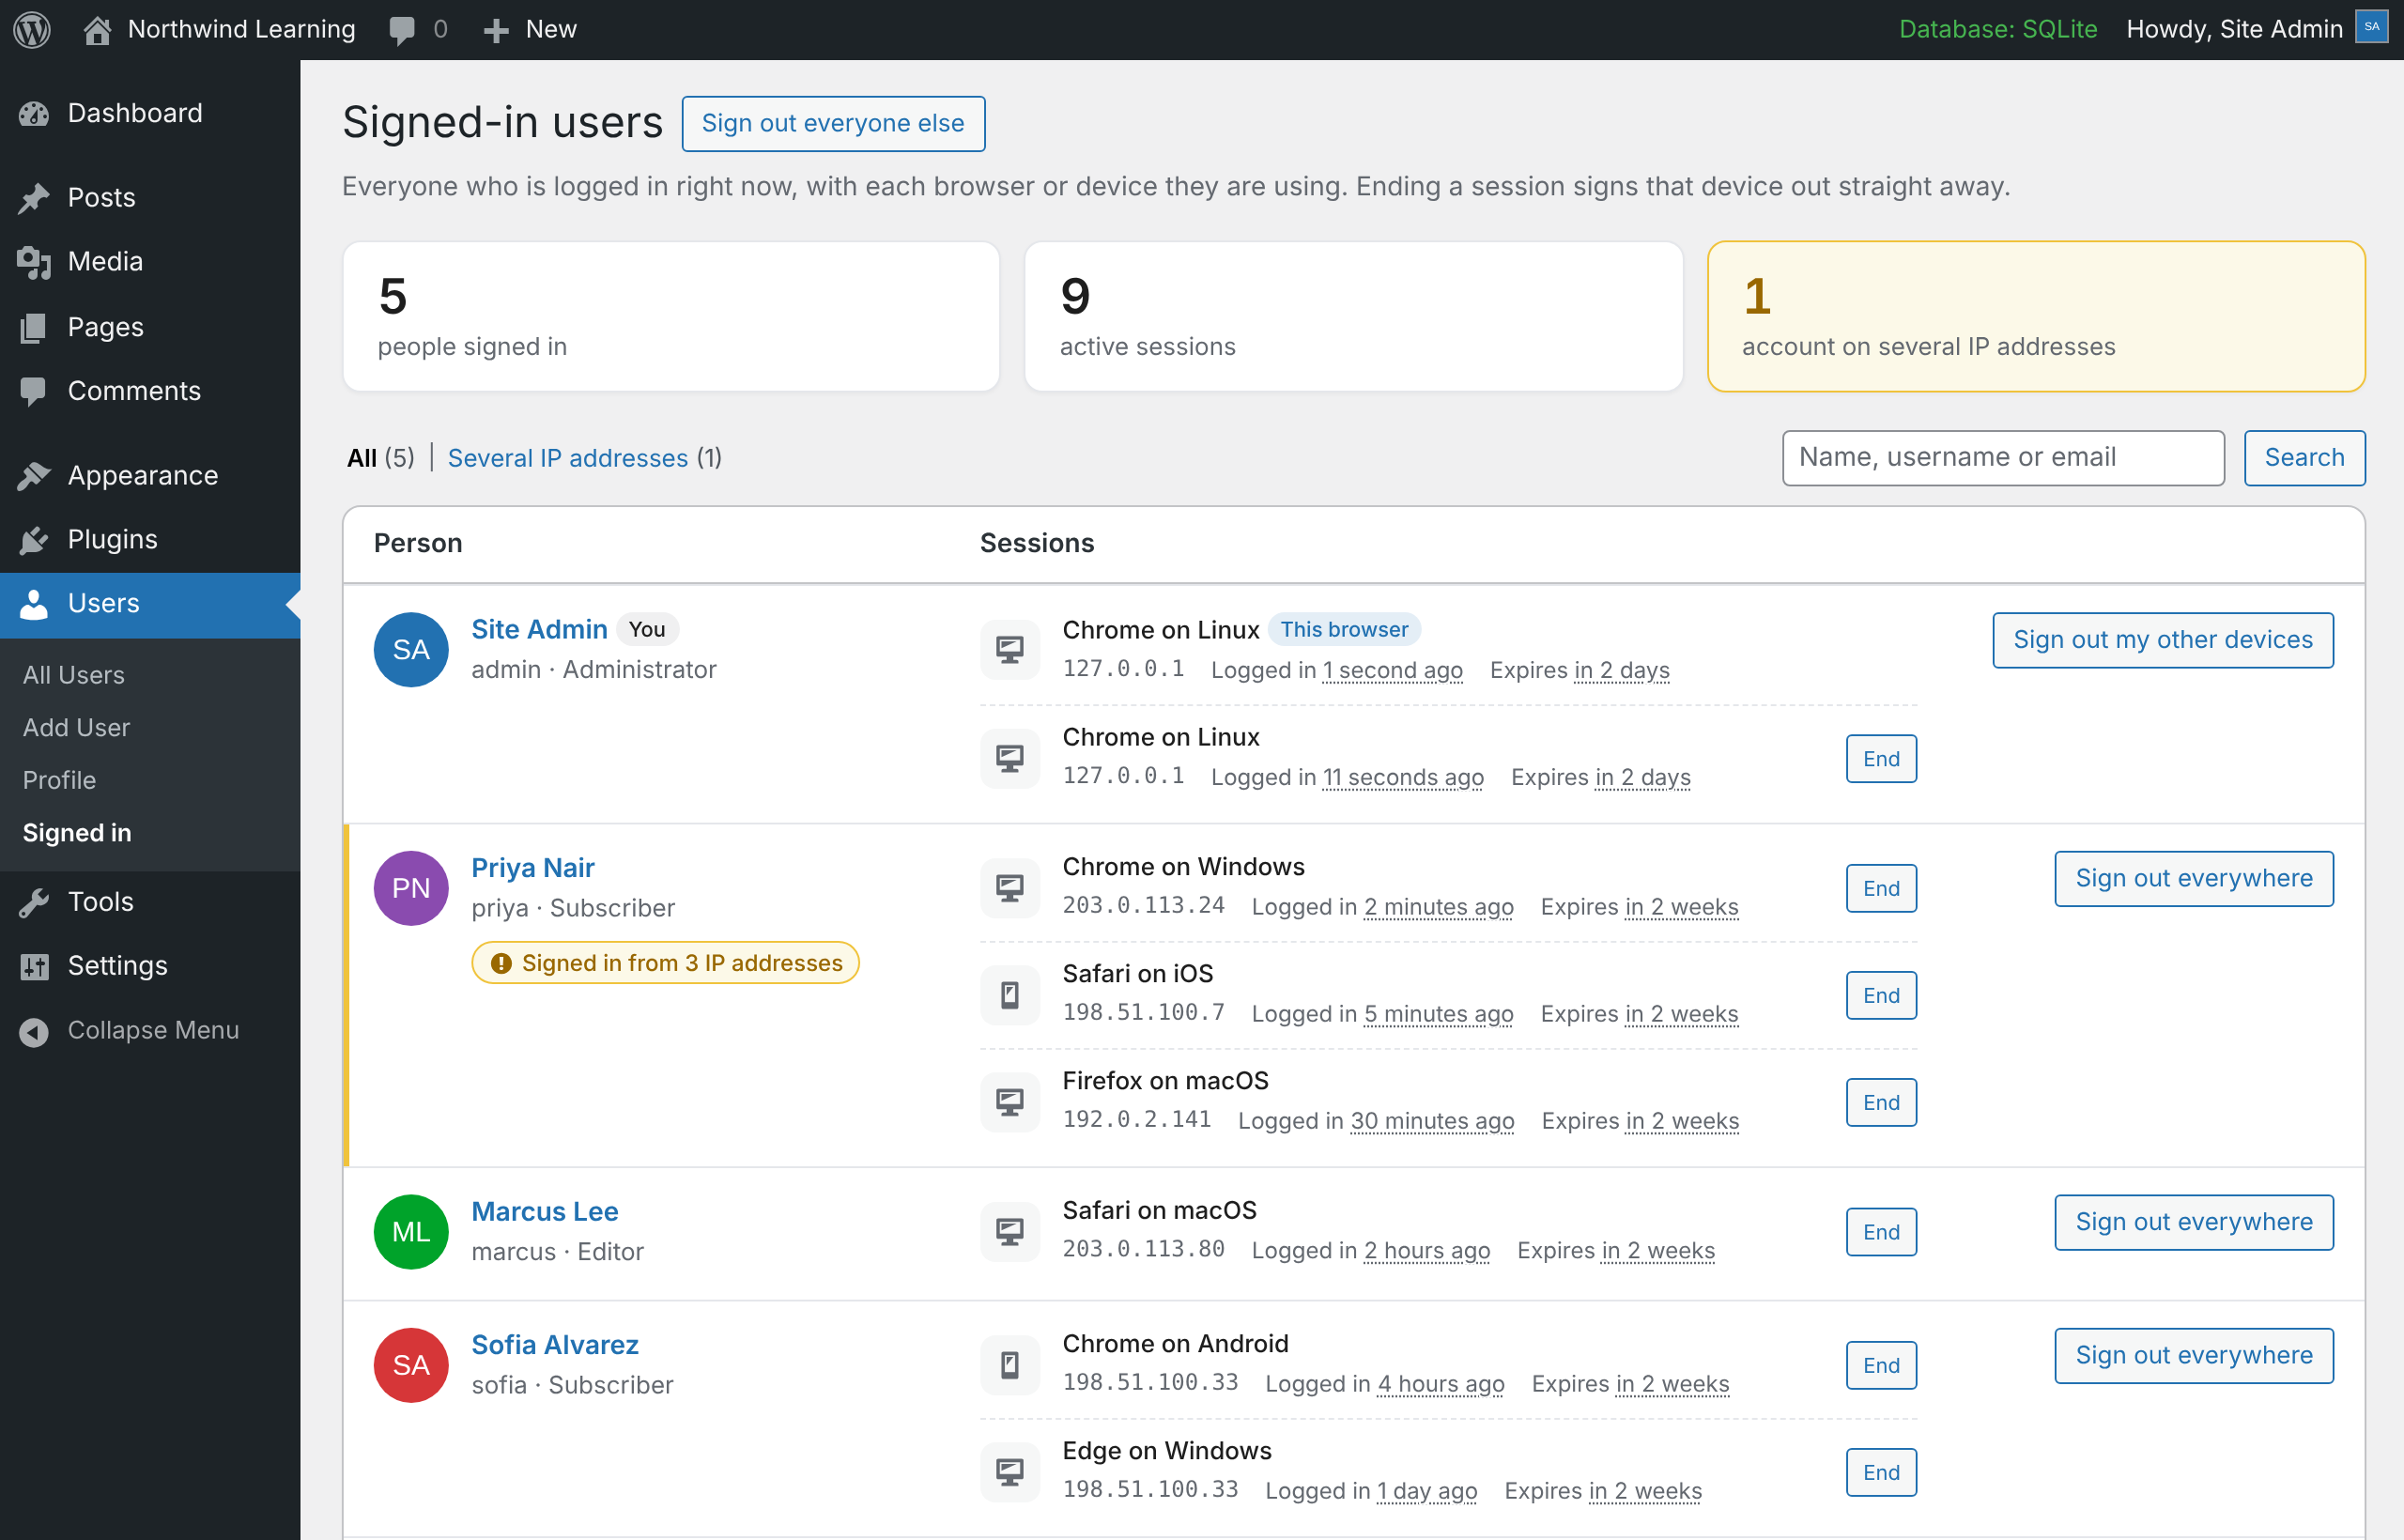 Northwind Learning 0 New Database: SQLite Howdy, Site Admin SA
Dashboard
Posts
Media
Pages
Comments
Appearance
Plugins
Users
All Users
Add User
Profile
Signed in
Tools
Settings
Collapse Menu
Signed-in users Sign out everyone else
Everyone who is logged in right now, with each browser or device they are using. Ending a session signs that device out straight away.
5
people signed in
9
active sessions
1
account on several IP addresses
All (5) | Several IP addresses (1)
Name, username or email Search
Person Sessions
SA Site Admin You
admin · Administrator
Chrome on Linux This browser
127.0.0.1 Logged in 1 second ago Expires in 2 days
Sign out my other devices
Chrome on Linux
127.0.0.1 Logged in 11 seconds ago Expires in 2 days
End
PN Priya Nair
priya · Subscriber
Signed in from 3 IP addresses
Chrome on Windows
203.0.113.24 Logged in 2 minutes ago Expires in 2 weeks
End
Sign out everywhere
Safari on iOS
198.51.100.7 Logged in 5 minutes ago Expires in 2 weeks
End
Firefox on macOS
192.0.2.141 Logged in 30 minutes ago Expires in 2 weeks
End
ML Marcus Lee
marcus · Editor
Safari on macOS
203.0.113.80 Logged in 2 hours ago Expires in 2 weeks
End
Sign out everywhere
SA Sofia Alvarez
sofia · Subscriber
Chrome on Android
198.51.100.33 Logged in 4 hours ago Expires in 2 weeks
End
Sign out everywhere
Edge on Windows
198.51.100.33 Logged in 1 day ago Expires in 2 weeks
End